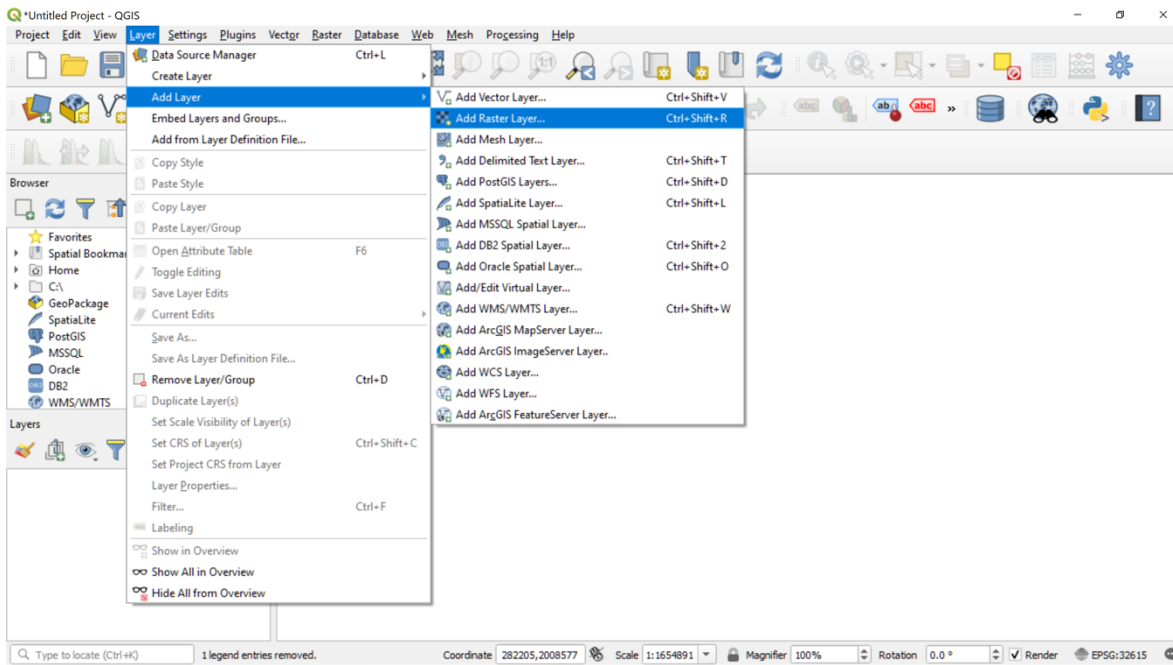 *Untitled Project - QGIS
Project Edit View Layer Settings Plugins Vector Raster Database Web Mesh Processing Help
Data Source Manager Ctrl+L
Create Layer
Add Layer
Embed Layers and Groups...
Add from Layer Definition File...
Copy Style
Paste Style
Copy Layer
Paste Layer/Group
Open Attribute Table F6
Toggle Editing
Save Layer Edits
Current Edits
Save As...
Save As Layer Definition File...
Remove Layer/Group Ctrl+D
Duplicate Layer(s)
Set Scale Visibility of Layer(s)
Set CRS of Layer(s) Ctrl+Shift+C
Set Project CRS from Layer
Layer Properties...
Filter... Ctrl+F
Labeling
Show in Overview
Show All in Overview
Hide All from Overview
Add Vector Layer... Ctrl+Shift+V
Add Raster Layer... Ctrl+Shift+R
Add Mesh Layer...
Add Delimited Text Layer... Ctrl+Shift+T
Add PostGIS Layers... Ctrl+Shift+D
Add SpatiaLite Layer... Ctrl+Shift+L
Add MSSQL Spatial Layer...
Add DB2 Spatial Layer... Ctrl+Shift+2
Add Oracle Spatial Layer... Ctrl+Shift+O
Add/Edit Virtual Layer...
Add WMS/WMTS Layer... Ctrl+Shift+W
Add ArcGIS MapServer Layer...
Add ArcGIS ImageServer Layer..
Add WCS Layer...
Add WFS Layer...
Add ArcGIS FeatureServer Layer...
1:1
abc ab abc »
Browser
Favorites
Spatial Bookmar
Home
C:\
GeoPackage
SpatiaLite
PostGIS
MSSQL
Oracle
DB2
WMS/WMTS
Layers
Type to locate (Ctrl+K) 1 legend entries removed. Coordinate 282205,2008577 Scale 1:1654891 Magnifier 100% Rotation 0.0 ° Render EPSG:32615